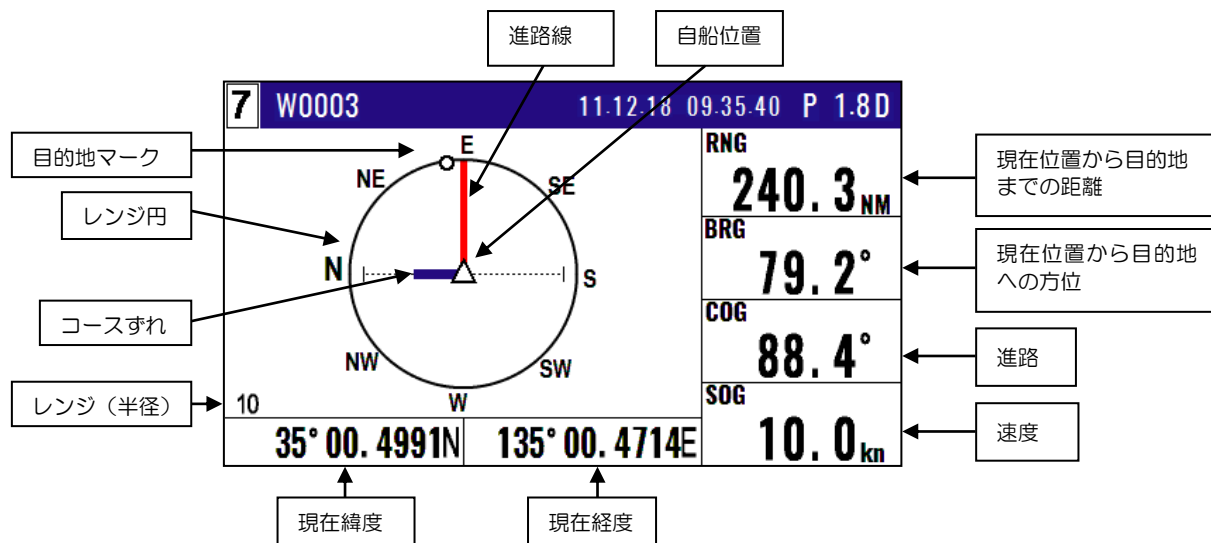 進路線
自船位置
7 W0003 11.12.18 09.35.40 P 1.8D
目的地マーク
E
RNG
現在位置から目的地
までの距離
NE
SE
240.3NM
レンジ円
BRG
現在位置から目的地
への方位
N
S
79.2°
コースずれ
COG
進路
NW
SW
88.4°
レンジ（半径）
10
W
SOG
速度
35°00.4991N
135°00.4714E
10.0kn
現在緯度
現在経度